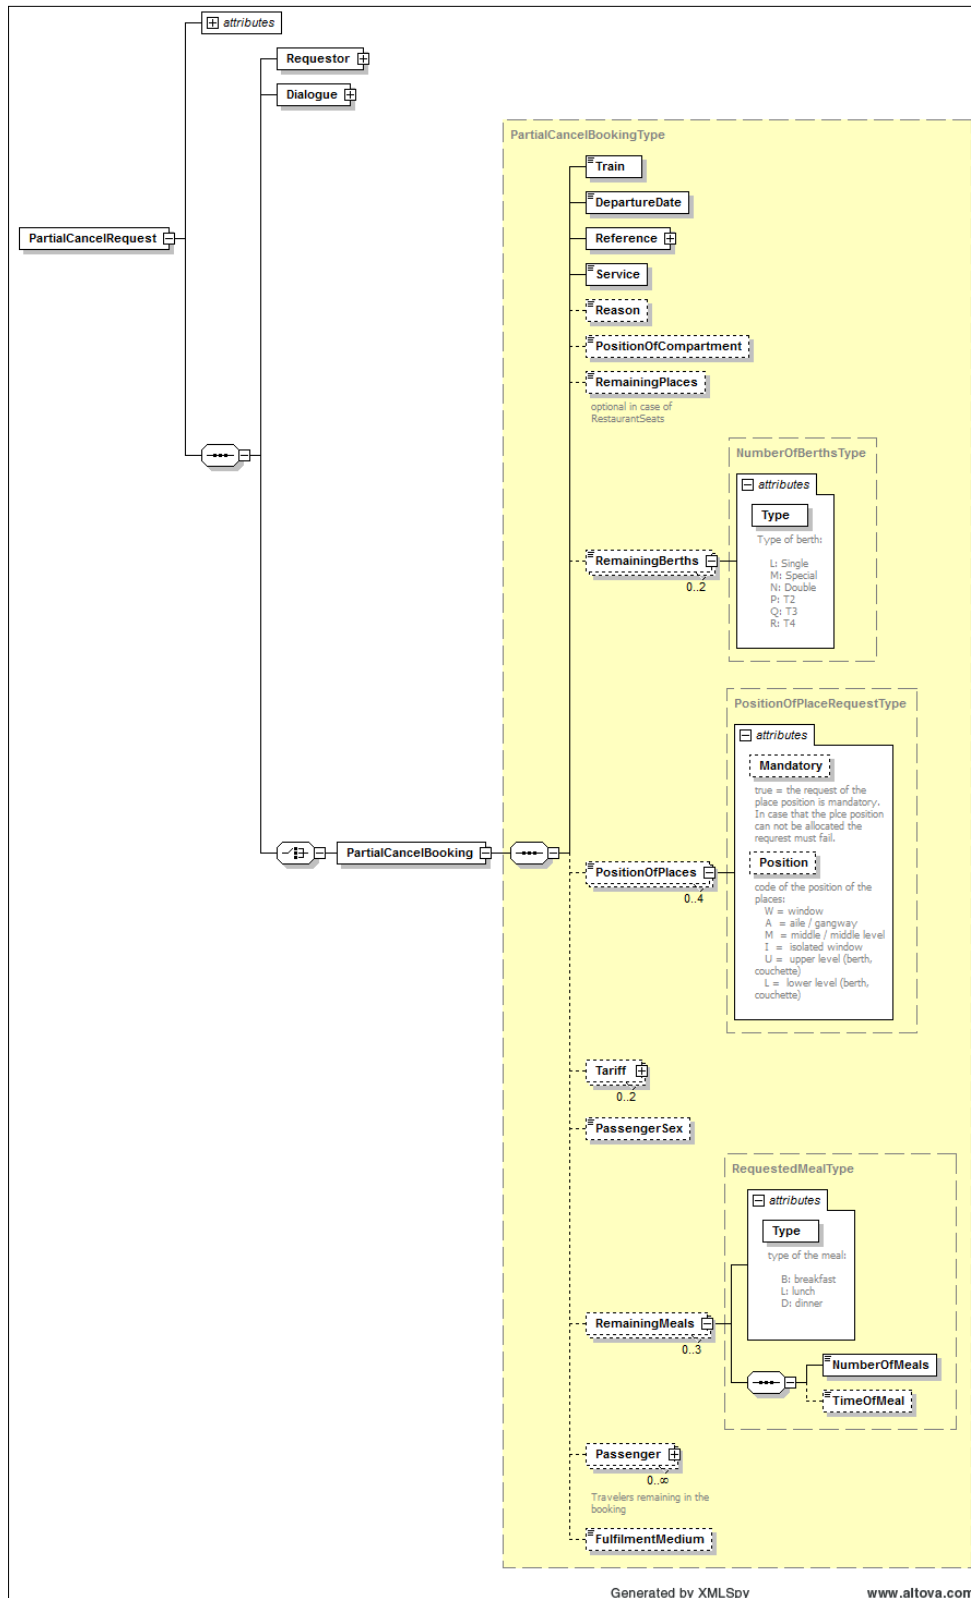 attributes
Requestor
Dialogue
PartialCancelBookingType
Train
DepartureDate
PartialCancelRequest
Reference
Service
Reason
PositionOfCompartment
RemainingPlaces
optional in case of
RestaurantSeats
NumberOfBerthsType
attributes
Type
Type of berth:
L: Single
M: Special
N: Double
P: T2
Q: T3
R: T4
RemainingBerths
0..2
PositionOfPlaceRequestType
attributes
Mandatory
true = the request of the
place position is mandatory.
In case that the plce position
can not be allocated the
requrest must fail.
Position
code of the position of the
places:
W = window
A = aile / gangway
M = middle / middle level
I = isolated window
U = upper level (berth,
couchette)
L = lower level (berth,
couchette)
PartialCancelBooking
PositionOfPlaces
0..4
Tariff
0..2
PassengerSex
RequestedMealType
attributes
Type
type of the meal:
B: breakfast
L: lunch
D: dinner
RemainingMeals
0..3
NumberOfMeals
TimeOfMeal
Passenger
0..∞
Travelers remaining in the
booking
FulfilmentMedium
Generated by XMLSpy www.altova.com